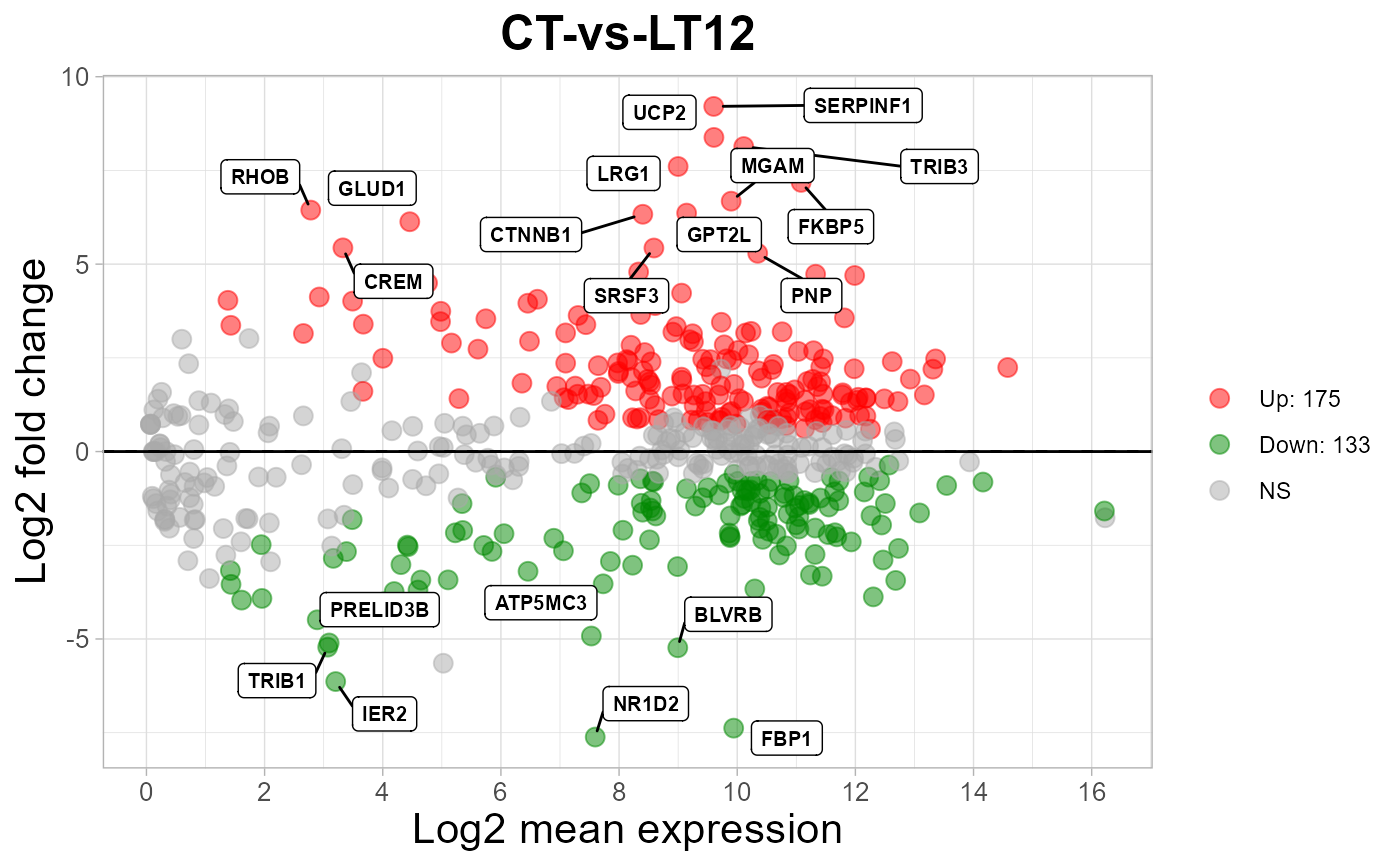 CT-vs-LT12
Log2 fold change
10
5
0
-5
UCP2
SERPINF1
LRG1
MGAM
TRIB3
RHOB
GLUD1
CTNNB1
GPT2L
FKBP5
CREM
SRSF3
PNP
Up: 175
Down: 133
NS
PRELID3B
ATP5MC3
BLVRB
TRIB1
IER2
NR1D2
FBP1
0 2 4 6 8 10 12 14 16
Log2 mean expression